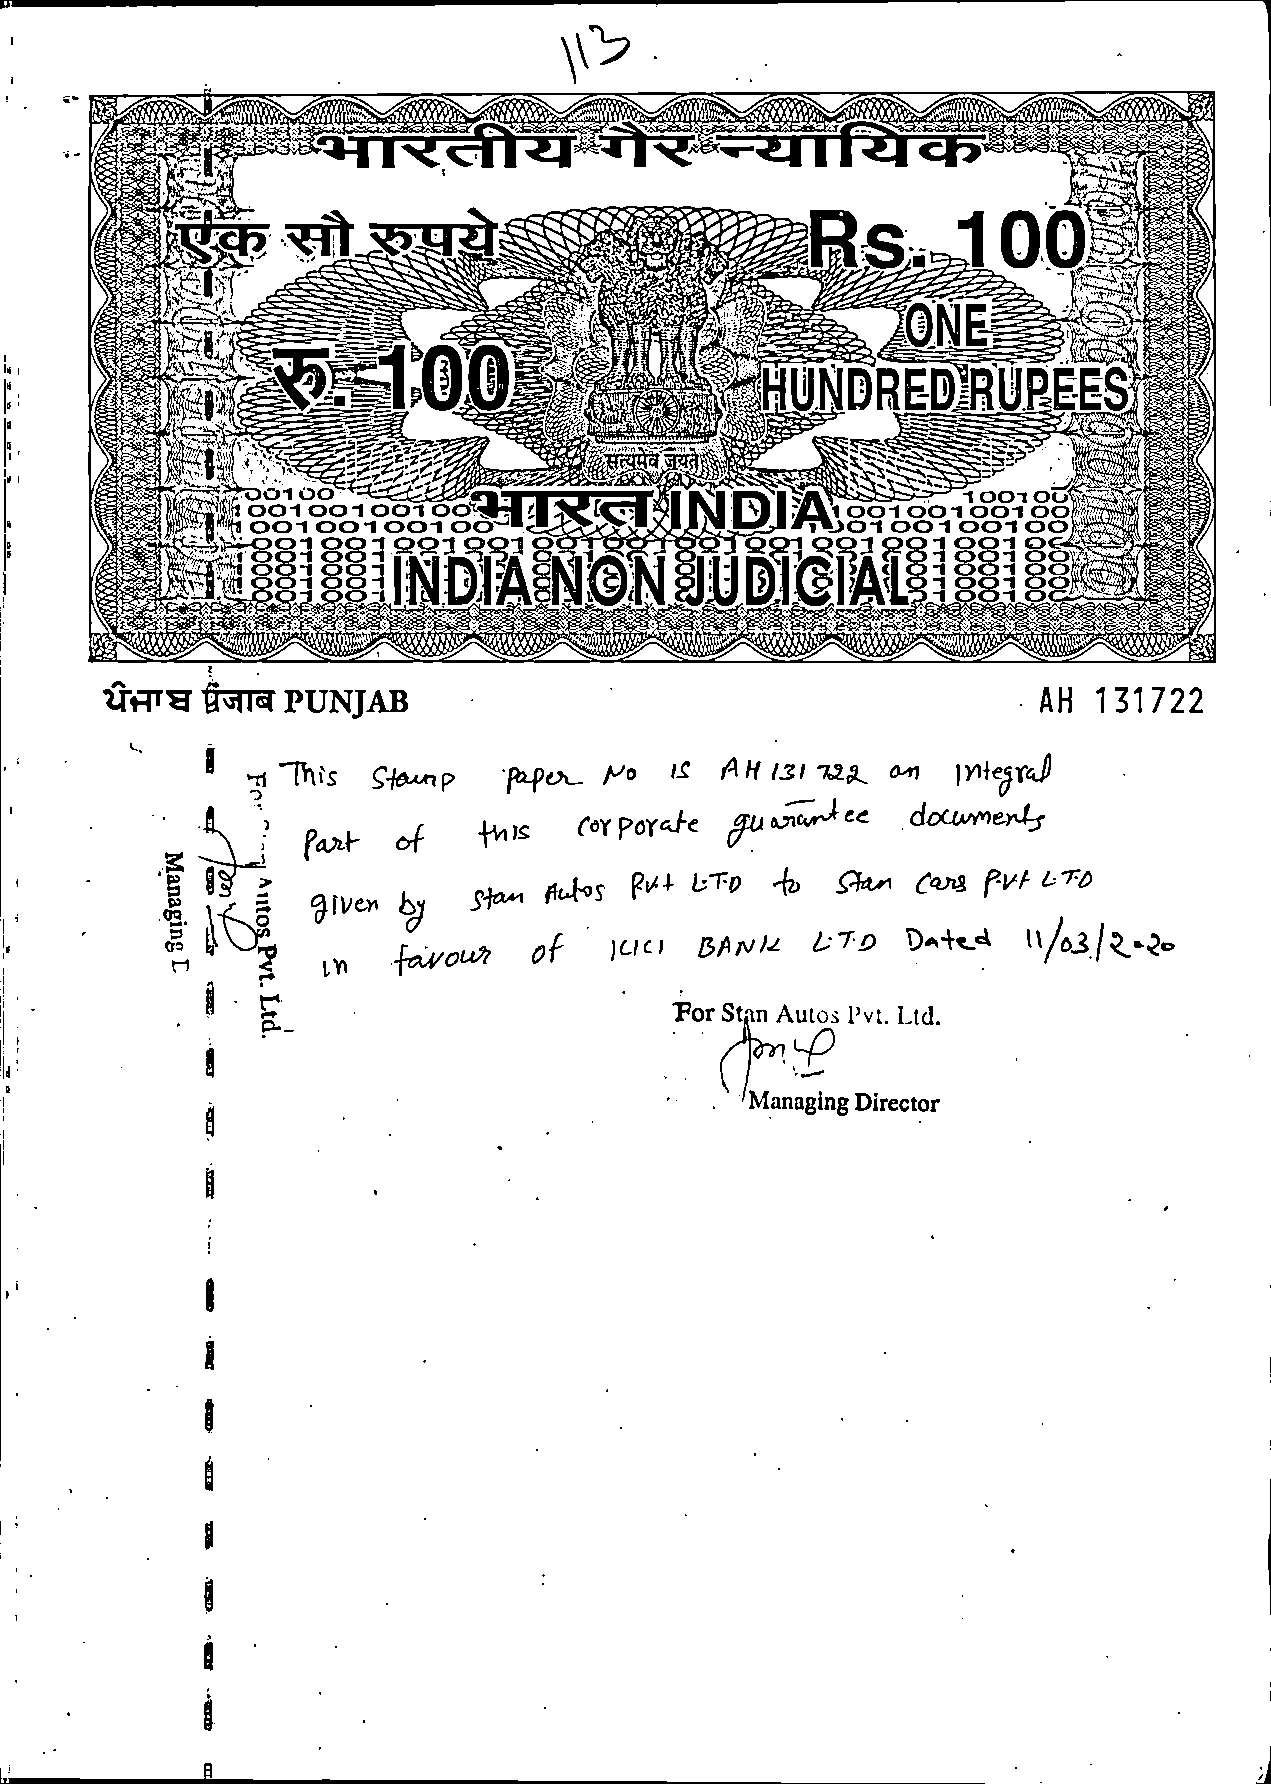 113
भारतीय गैर न्यायिक
एक सौ रुपये
Rs. 100
रु. 100
ONE
HUNDRED RUPEES
सत्यमेव जयते
भारत INDIA
INDIA NON JUDICIAL
ਪੰਜਾਬ पंजाब PUNJAB
AH 131722
This Stamp paper No is AH 131722 an integral
Part of this Corporate guarantee documents
given by Stan Autos Pvt LTD to Stan Cars Pvt LTD
in favour of ICICI BANK LTD Dated 11/03/2020
For Stan Autos Pvt. Ltd.
Managing Director
Autos Pvt. Ltd.
Managing D